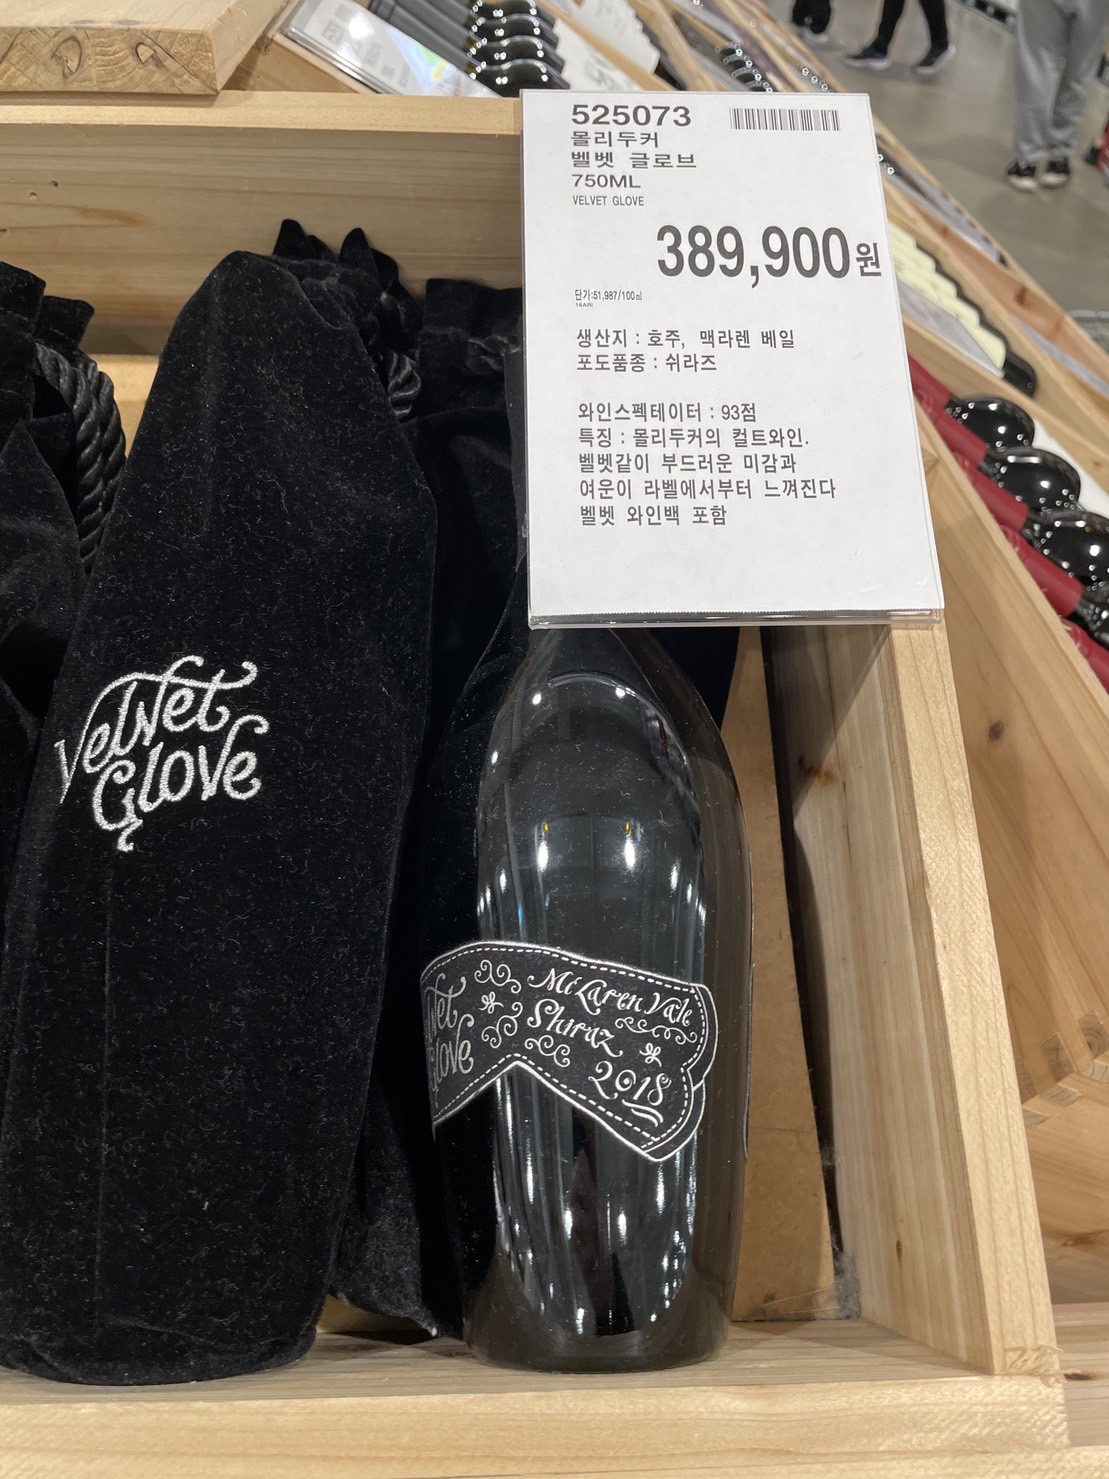 525073
몰리두커
벨벳 글로브
750ML
VELVET GLOVE
389,900원
단가:51,987/100㎖
생산지 : 호주, 맥라렌 베일
포도품종 : 쉬라즈
와인스펙테이터 : 93점
특징 : 몰리두커의 컬트와인.
벨벳같이 부드러운 미감과
여운이 라벨에서부터 느껴진다
벨벳 와인백 포함
Velvet
Glove
McLaren Vale
Shiraz
2018